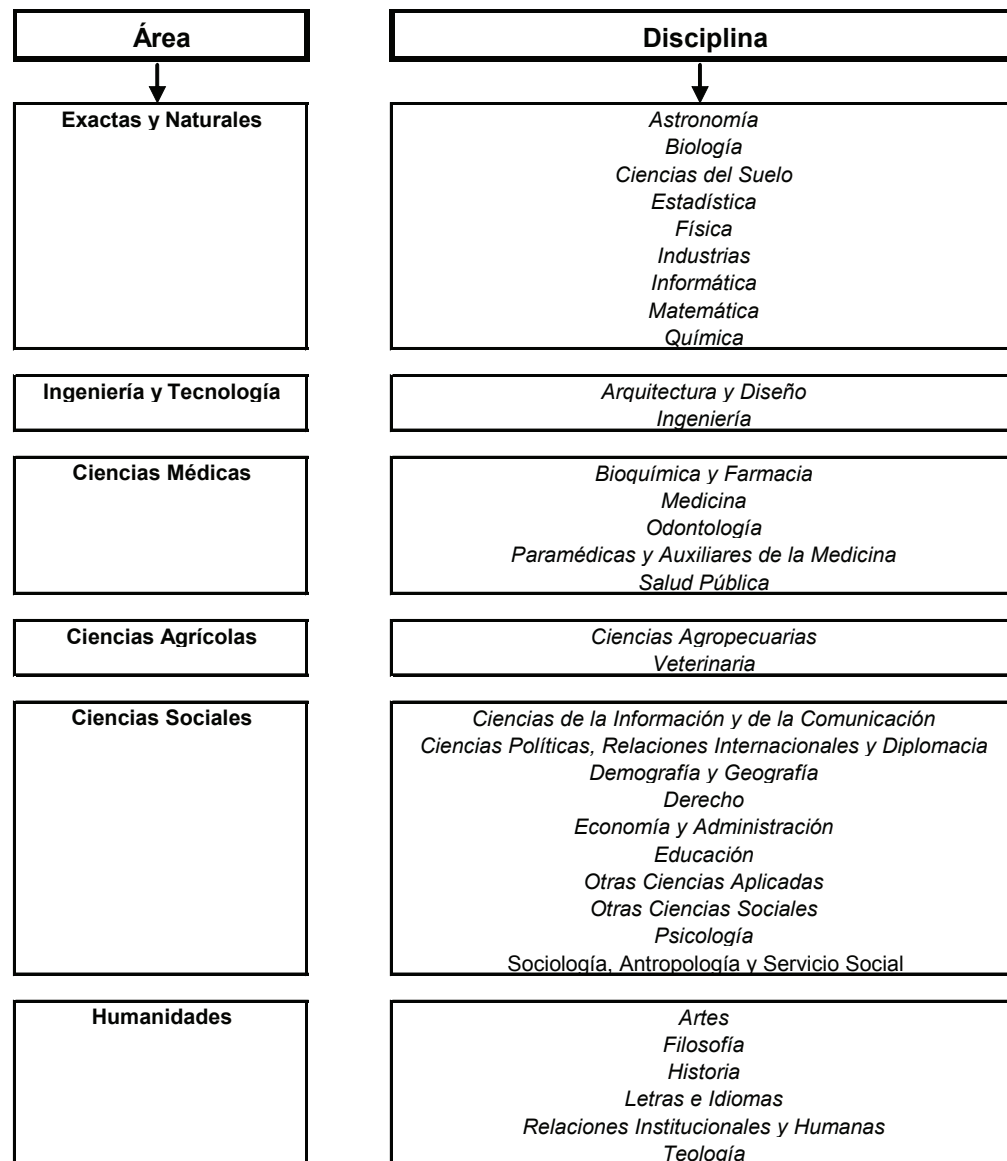 Área
Disciplina
Exactas y Naturales
Astronomía
Biología
Ciencias del Suelo
Estadística
Física
Industrias
Informática
Matemática
Química
Ingeniería y Tecnología
Arquitectura y Diseño
Ingeniería
Ciencias Médicas
Bioquímica y Farmacia
Medicina
Odontología
Paramédicas y Auxiliares de la Medicina
Salud Pública
Ciencias Agrícolas
Ciencias Agropecuarias
Veterinaria
Ciencias Sociales
Ciencias de la Información y de la Comunicación
Ciencias Políticas, Relaciones Internacionales y Diplomacia
Demografía y Geografía
Derecho
Economía y Administración
Educación
Otras Ciencias Aplicadas
Otras Ciencias Sociales
Psicología
Sociología, Antropología y Servicio Social
Humanidades
Artes
Filosofía
Historia
Letras e Idiomas
Relaciones Institucionales y Humanas
Teología